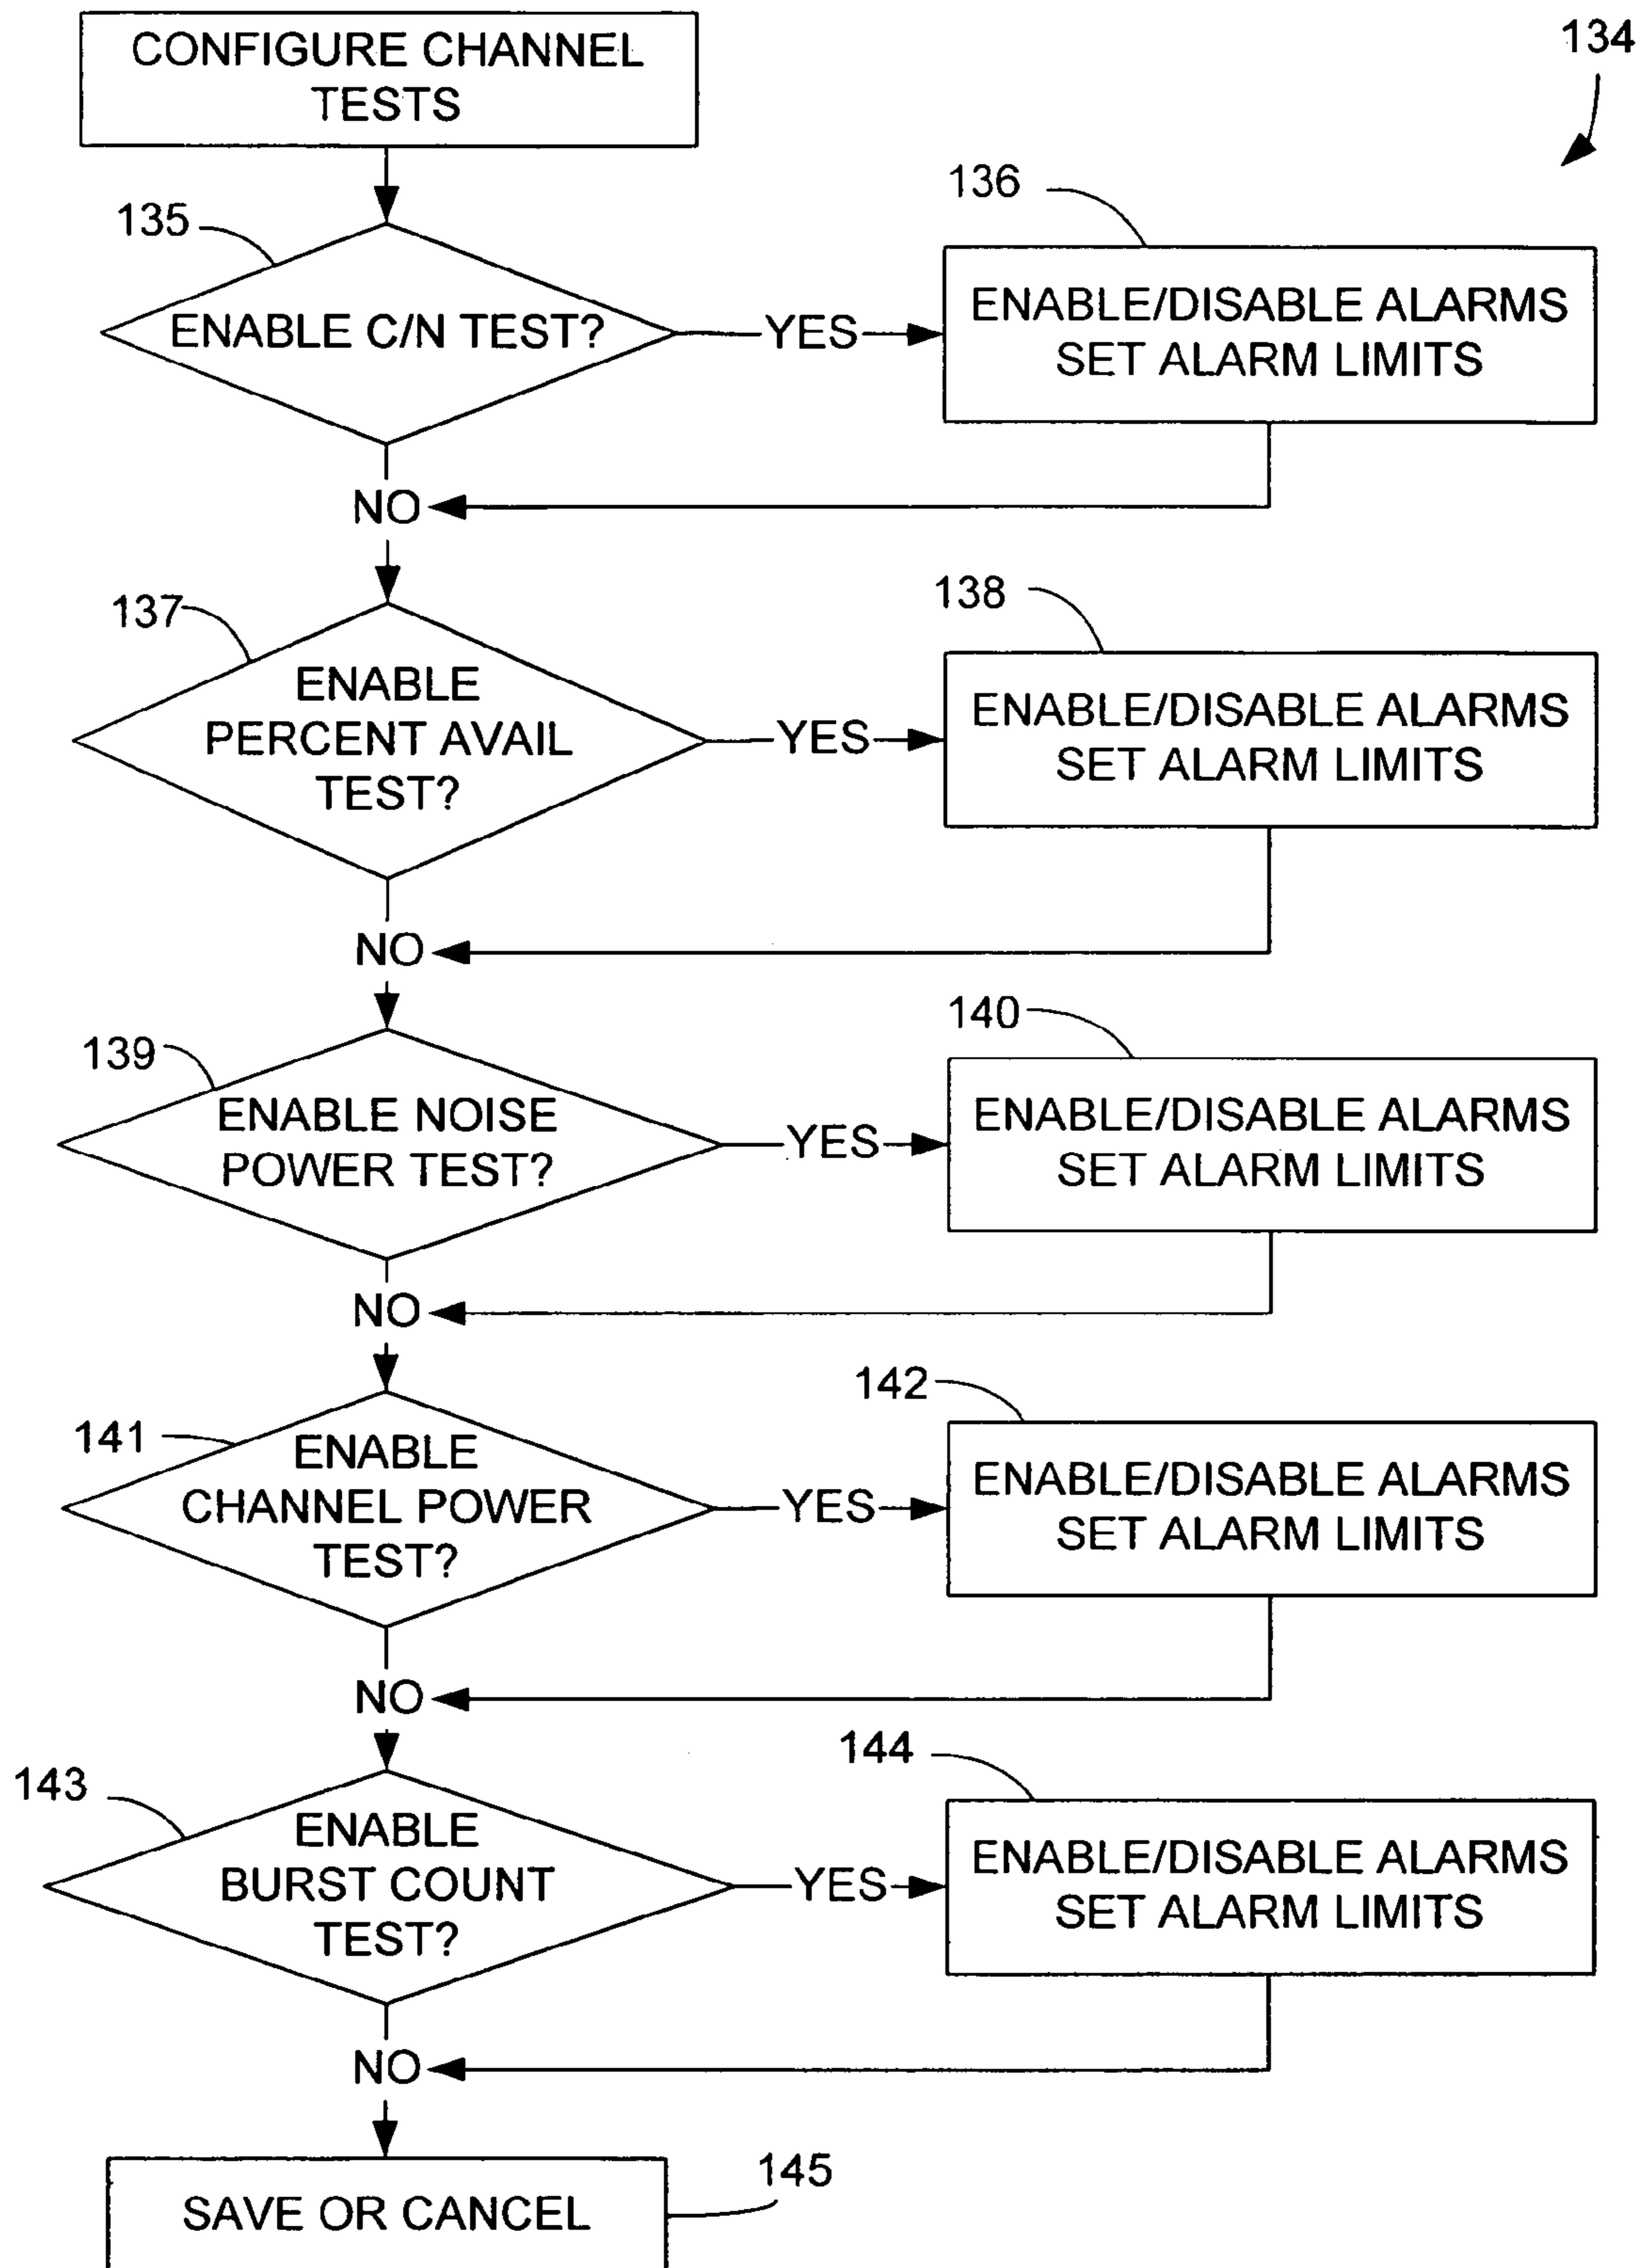 CONFIGURE CHANNEL
TESTS
134
135
136
ENABLE C/N TEST?
YES
ENABLE/DISABLE ALARMS
SET ALARM LIMITS
NO
137
138
ENABLE
PERCENT AVAIL
TEST?
YES
ENABLE/DISABLE ALARMS
SET ALARM LIMITS
NO
139
140
ENABLE NOISE
POWER TEST?
YES
ENABLE/DISABLE ALARMS
SET ALARM LIMITS
NO
141
142
ENABLE
CHANNEL POWER
TEST?
YES
ENABLE/DISABLE ALARMS
SET ALARM LIMITS
NO
143
144
ENABLE
BURST COUNT
TEST?
YES
ENABLE/DISABLE ALARMS
SET ALARM LIMITS
NO
145
SAVE OR CANCEL